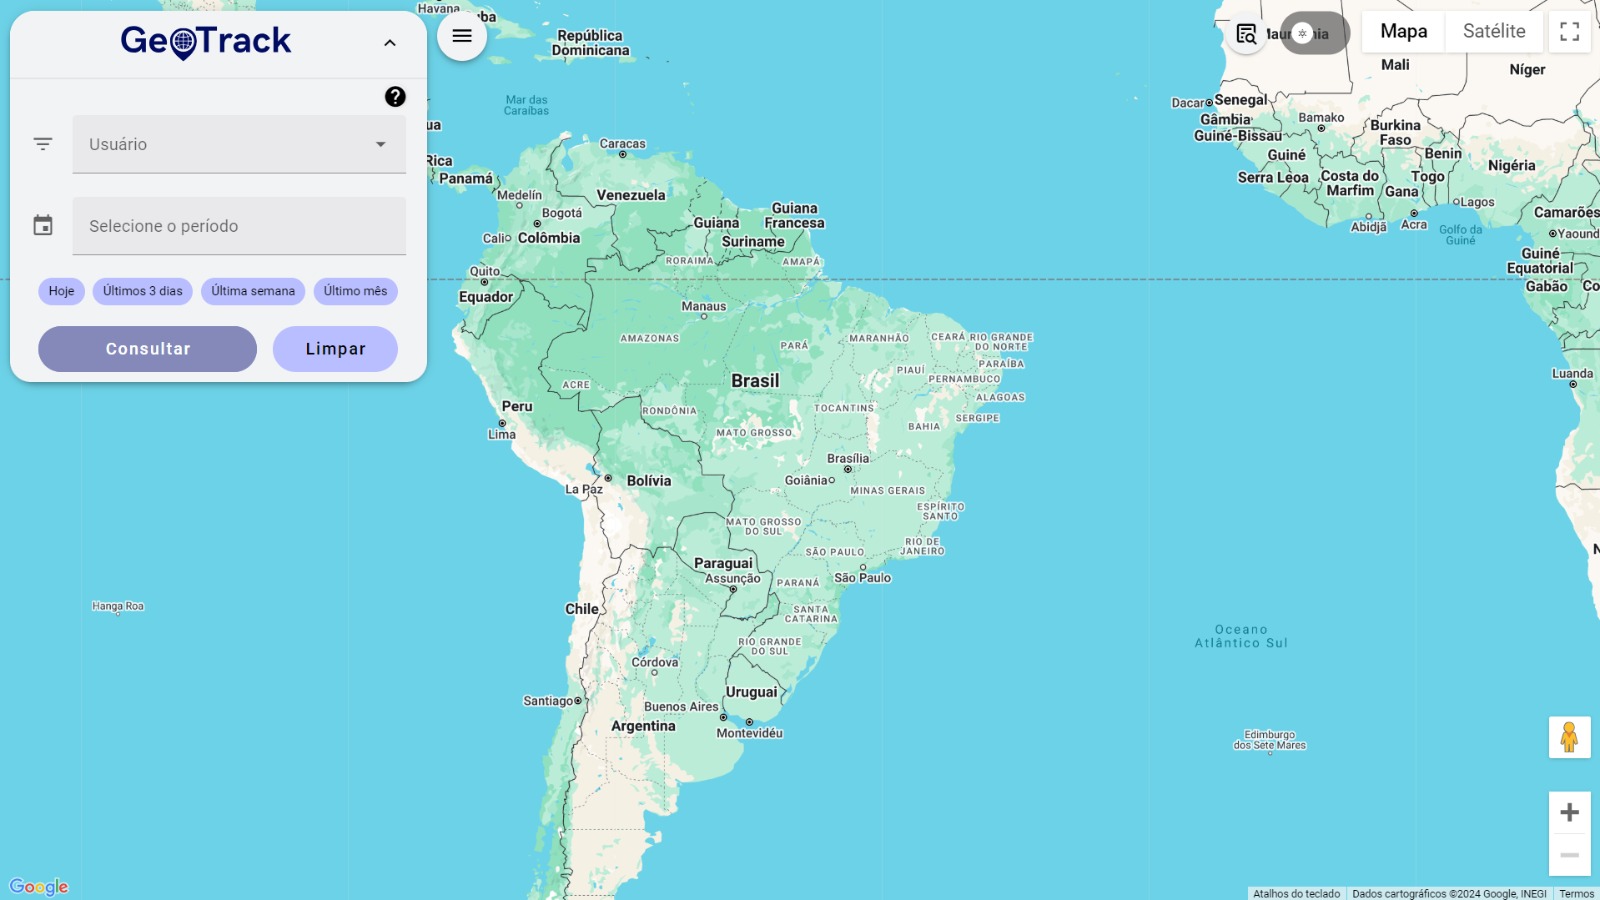 GeoTrack
?
Usuário
Selecione o período
Hoje
Últimos 3 dias
Última semana
Último mês
Consultar
Limpar
Mapa
Satélite
Havana
República
Dominicana
Mar das
Caraíbas
Rica
Panamá
Caracas
Venezuela
Medelín
Bogotá
Cali
Colômbia
Guiana
Guiana
Francesa
Suriname
RORAIMA
AMAPÁ
Quito
Equador
Manaus
AMAZONAS
PARÁ
MARANHÃO
CEARÁ
RIO GRANDE
DO NORTE
PARAÍBA
PIAUÍ
PERNAMBUCO
ALAGOAS
SERGIPE
Brasil
ACRE
TOCANTINS
Peru
Lima
RONDÔNIA
MATO GROSSO
BAHIA
Brasília
Goiânia
La Paz
Bolívia
MINAS GERAIS
ESPÍRITO
SANTO
MATO GROSSO
DO SUL
RIO DE
JANEIRO
SÃO PAULO
São Paulo
Paraguai
Assunção
PARANÁ
Chile
SANTA
CATARINA
RIO GRANDE
DO SUL
Córdova
Santiago
Uruguai
Buenos Aires
Argentina
Montevidéu
Hanga Roa
Mali
Níger
Dacar
Senegal
Gâmbia
Guiné-Bissau
Bamako
Burkina
Faso
Guiné
Benin
Nigéria
Serra Leoa
Costa do
Marfim
Togo
Gana
Lagos
Abidjã
Acra
Golfo da
Guiné
Camarões
Yaound
Guiné
Equatorial
Gabão
Co
Luanda
Oceano
Atlântico Sul
Edimburgo
dos Sete Mares
Google
Atalhos do teclado
Dados cartográficos ©2024 Google, INEGI
Termos